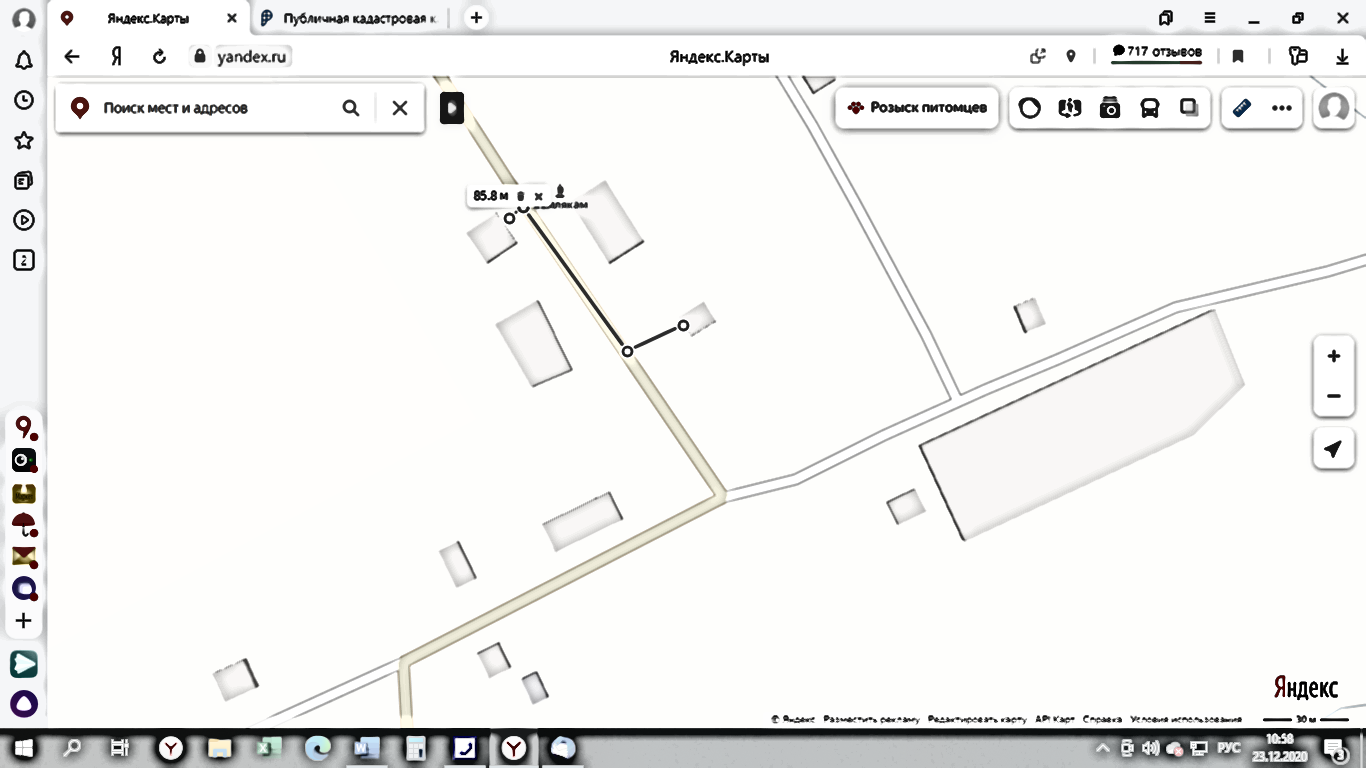 Яндекс.Карты
Публичная кадастровая к
Я
yandex.ru
Яндекс.Карты
717 отзывов
Поиск мест и адресов
Розыск питомцев
85.8 м
Яндекс
© Яндекс Разместить рекламу Редактировать карту API Карт Справка Условия использования
30 м
РУС
10:58
23.12.2020
3